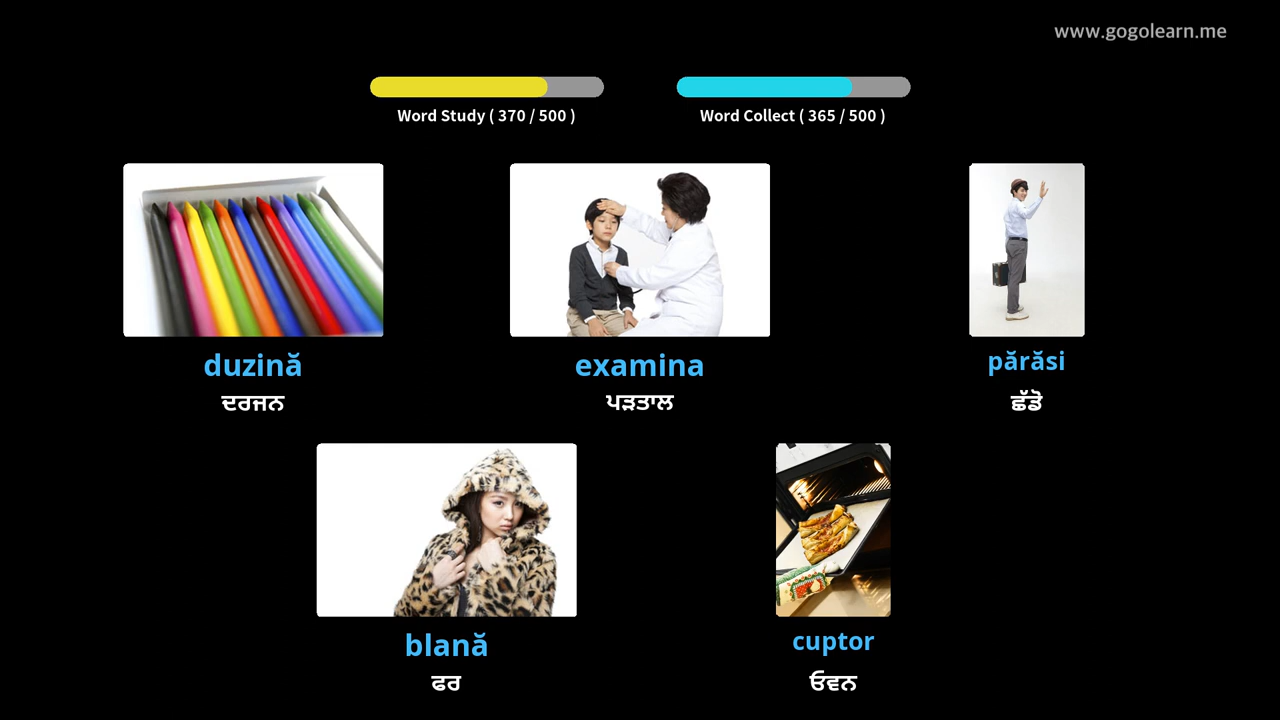 www.gogolearn.me
Word Study ( 370 / 500 )
Word Collect ( 365 / 500 )
duzină
ਦਰਜਨ
examina
ਪੜਤਾਲ
părăsi
ਛੱਡੋ
blană
ਫਰ
cuptor
ਓਵਨ